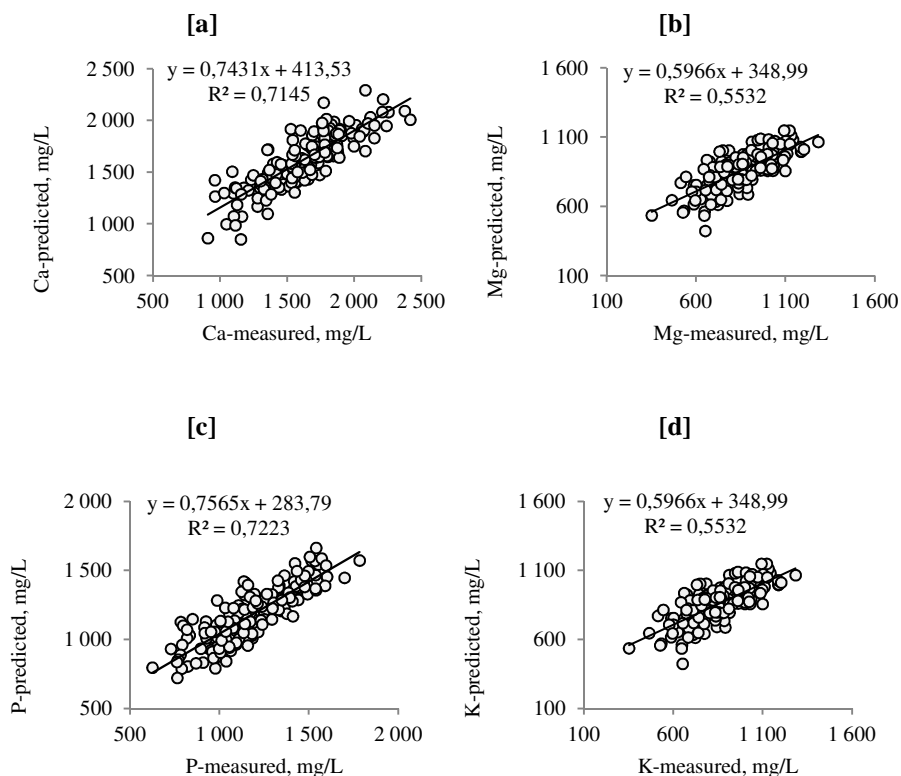 [a]
2 500
y = 0,7431x + 413,53
R² = 0,7145
2 000
1 500
1 000
500
500 1 000 1 500 2 000 2 500
Ca-predicted, mg/L
Ca-measured, mg/L
[b]
1 600
y = 0,5966x + 348,99
R² = 0,5532
1 100
600
100
100 600 1 100 1 600
Mg-predicted, mg/L
Mg-measured, mg/L
[c]
2 000
y = 0,7565x + 283,79
R² = 0,7223
1 500
1 000
500
500 1 000 1 500 2 000
P-predicted, mg/L
P-measured, mg/L
[d]
1 600
y = 0,5966x + 348,99
R² = 0,5532
1 100
600
100
100 600 1 100 1 600
K-predicted, mg/L
K-measured, mg/L